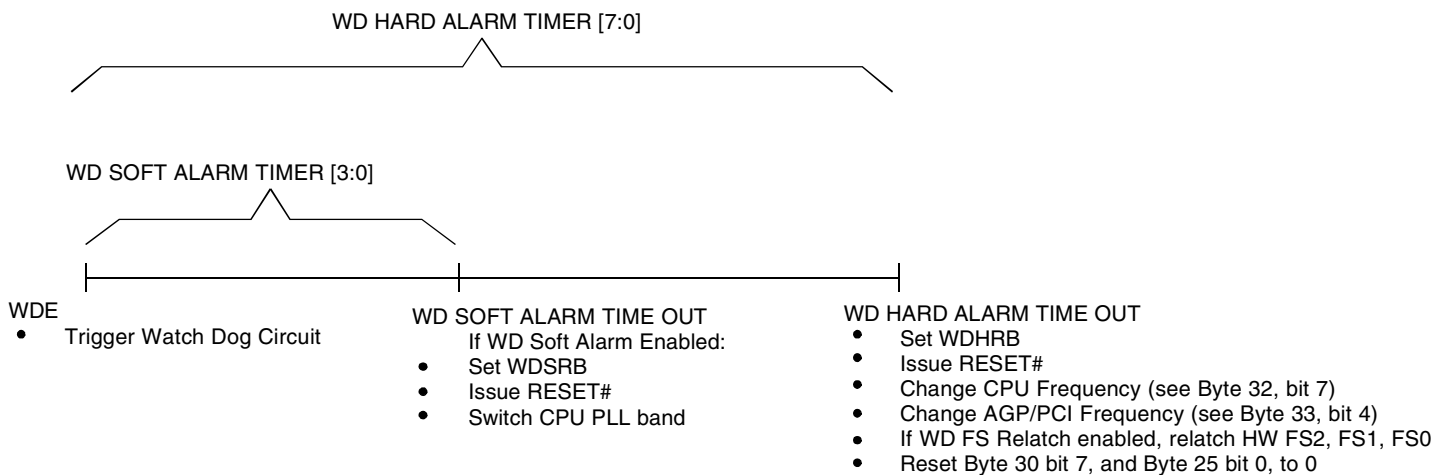 WD HARD ALARM TIMER [7:0]
WD SOFT ALARM TIMER [3:0]
WDE
• Trigger Watch Dog Circuit
WD SOFT ALARM TIME OUT
If WD Soft Alarm Enabled:
• Set WDSRB
• Issue RESET#
• Switch CPU PLL band
WD HARD ALARM TIME OUT
• Set WDHRB
• Issue RESET#
• Change CPU Frequency (see Byte 32, bit 7)
• Change AGP/PCI Frequency (see Byte 33, bit 4)
• If WD FS Relatch enabled, relatch HW FS2, FS1, FS0
• Reset Byte 30 bit 7, and Byte 25 bit 0, to 0